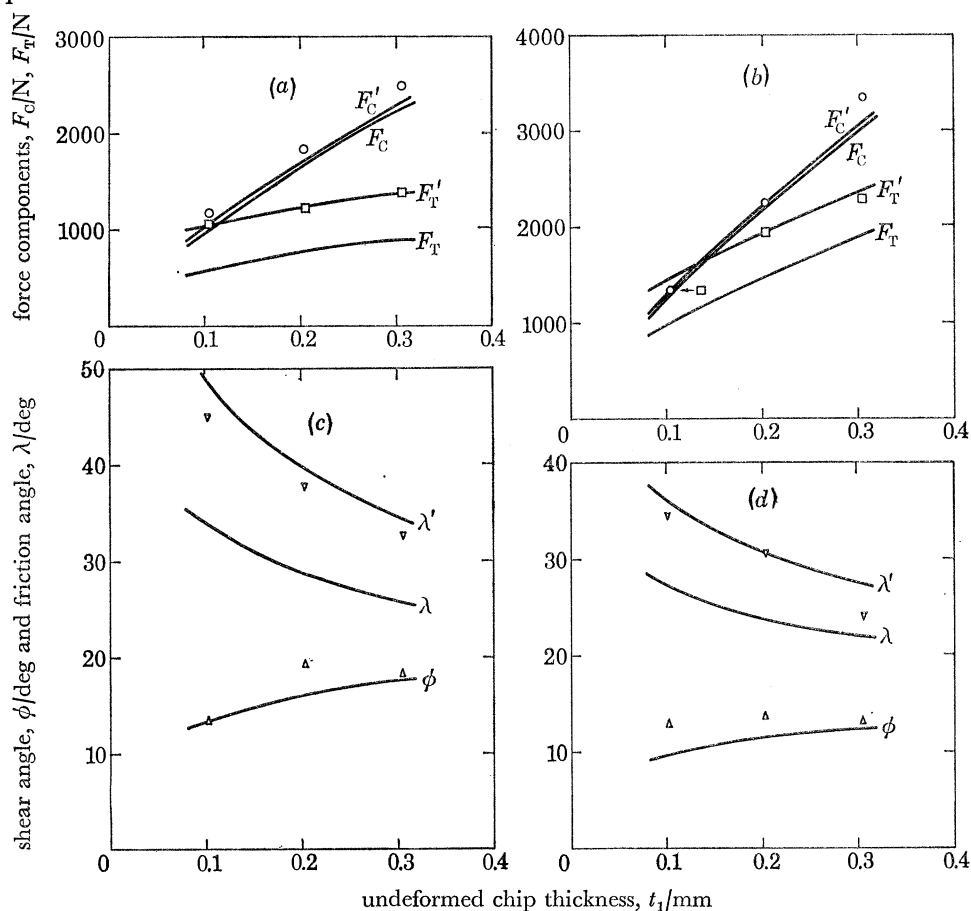 force components, F_C/N, F_T/N
3000
2000
1000
0
0.1
0.2
0.3
0.4
(a)
F_C'
F_C
F_T'
F_T
4000
3000
2000
1000
0
0.1
0.2
0.3
0.4
(b)
F_C'
F_C
F_T'
F_T
shear angle, ϕ/deg and friction angle, λ/deg
50
40
30
20
10
0
0.1
0.2
0.3
0.4
(c)
λ'
λ
ϕ
40
30
20
10
0
0.1
0.2
0.3
0.4
(d)
λ'
λ
ϕ
undeformed chip thickness, t₁/mm